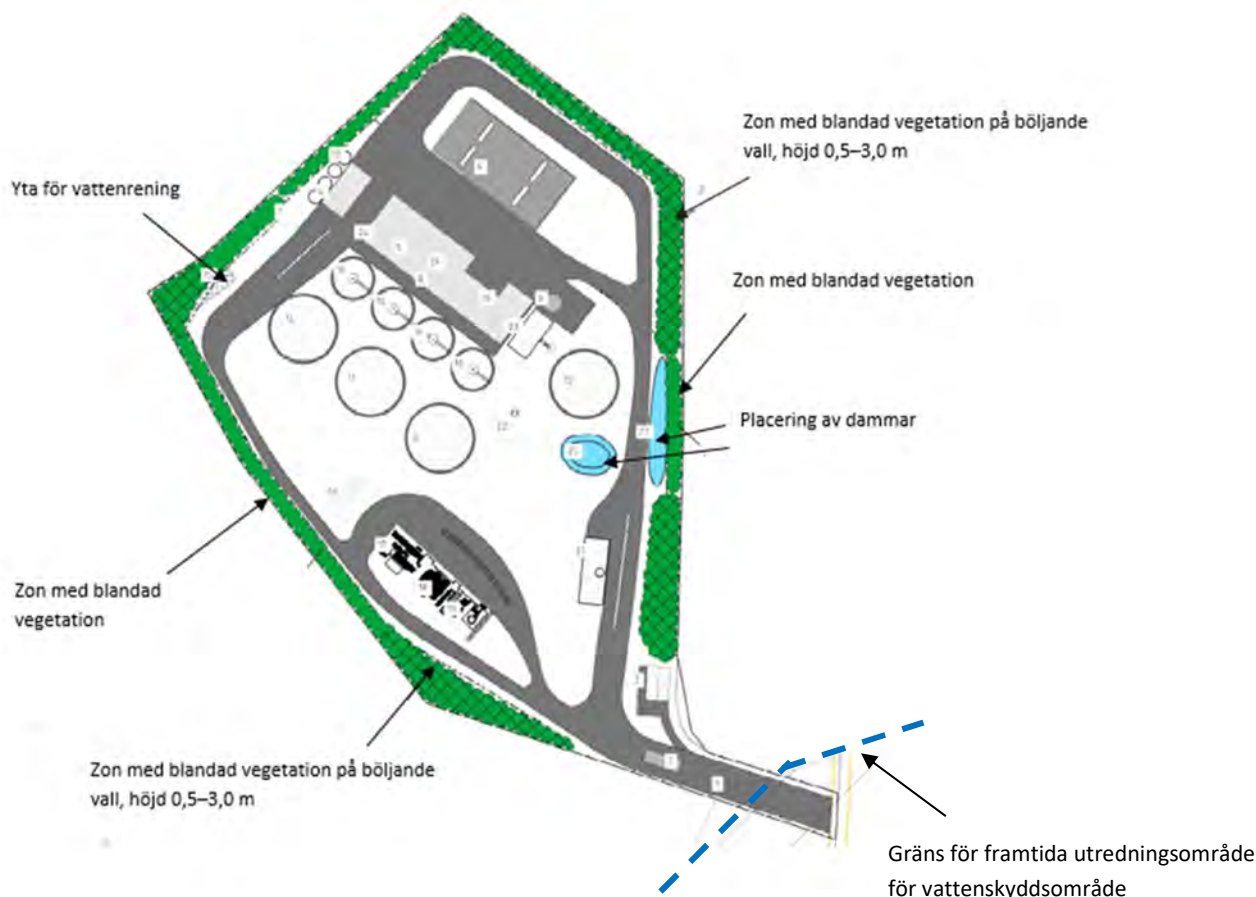 Zon med blandad vegetation på böljande
vall, höjd 0,5–3,0 m
Yta för vattenrening
Zon med blandad vegetation
Placering av dammar
Zon med blandad
vegetation
Zon med blandad vegetation på böljande
vall, höjd 0,5–3,0 m
Gräns för framtida utredningsområde
för vattenskyddsområde